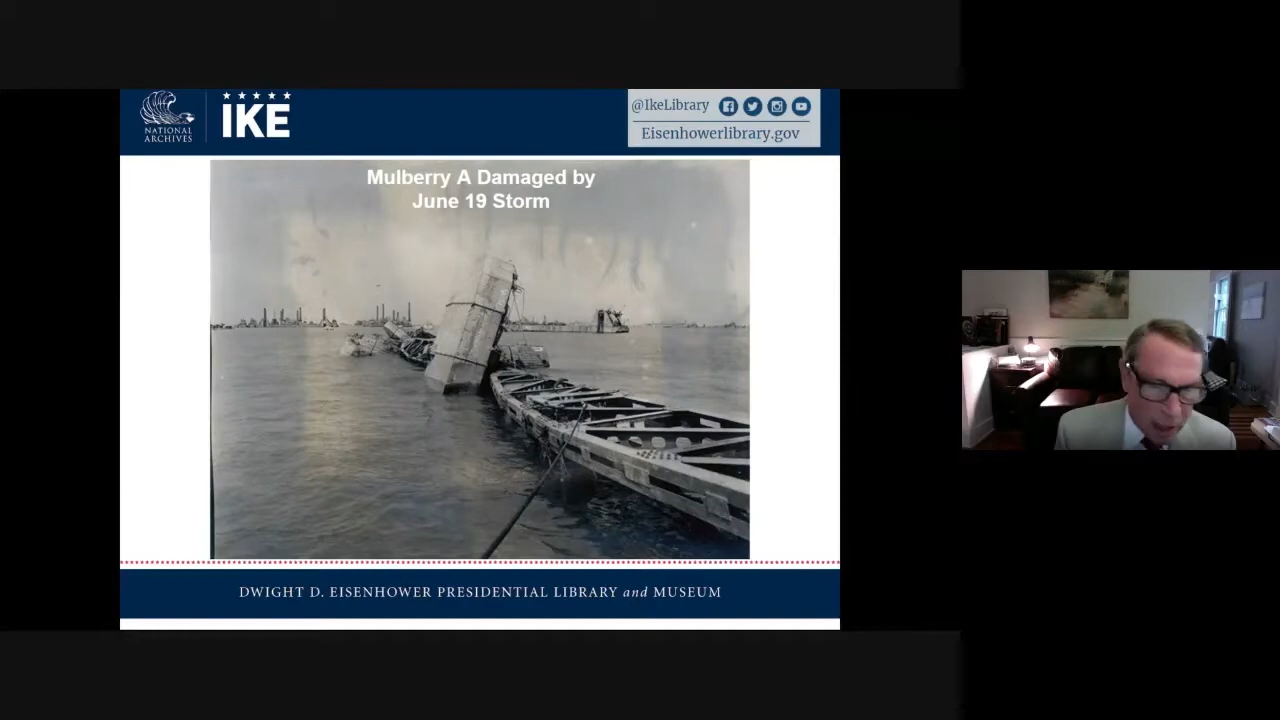 NATIONAL
ARCHIVES
IKE
@IkeLibrary
Eisenhowerlibrary.gov
Mulberry A Damaged by
June 19 Storm
DWIGHT D. EISENHOWER PRESIDENTIAL LIBRARY and MUSEUM